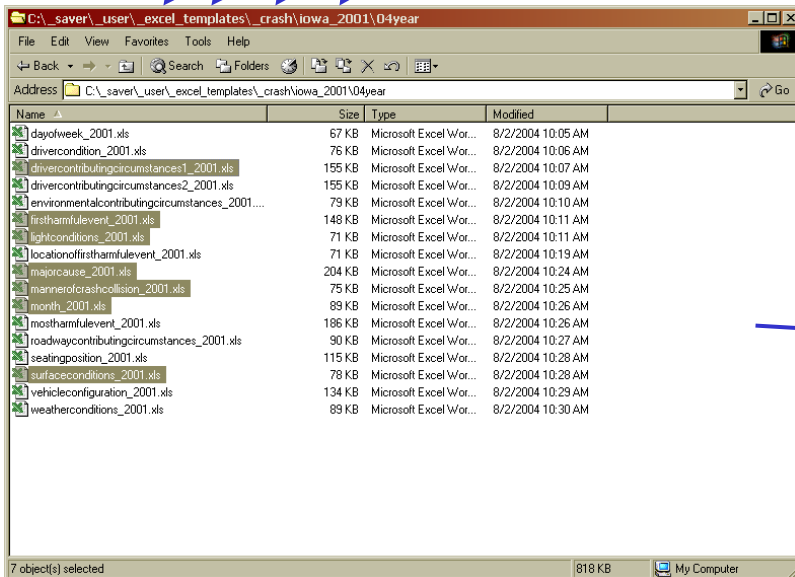 C:\_saver\_user\_excel_templates\_crash\iowa_2001\04year
File Edit View Favorites Tools Help
Back Search Folders
Address C:\_saver\_user\_excel_templates\_crash\iowa_2001\04year Go
Name Size Type Modified
dayofweek_2001.xls 67 KB Microsoft Excel Wor... 8/2/2004 10:05 AM
drivercondition_2001.xls 76 KB Microsoft Excel Wor... 8/2/2004 10:06 AM
drivercontributingcircumstances1_2001.xls 155 KB Microsoft Excel Wor... 8/2/2004 10:07 AM
drivercontributingcircumstances2_2001.xls 155 KB Microsoft Excel Wor... 8/2/2004 10:09 AM
environmentalcontributingcircumstances_2001.... 79 KB Microsoft Excel Wor... 8/2/2004 10:10 AM
firstharmfulevent_2001.xls 148 KB Microsoft Excel Wor... 8/2/2004 10:11 AM
lightconditions_2001.xls 71 KB Microsoft Excel Wor... 8/2/2004 10:11 AM
locationoffirstharmfulevent_2001.xls 71 KB Microsoft Excel Wor... 8/2/2004 10:19 AM
majorcause_2001.xls 204 KB Microsoft Excel Wor... 8/2/2004 10:24 AM
mannerofcrashcollision_2001.xls 75 KB Microsoft Excel Wor... 8/2/2004 10:25 AM
month_2001.xls 89 KB Microsoft Excel Wor... 8/2/2004 10:26 AM
mostharmfulevent_2001.xls 186 KB Microsoft Excel Wor... 8/2/2004 10:26 AM
roadwaycontributingcircumstances_2001.xls 90 KB Microsoft Excel Wor... 8/2/2004 10:27 AM
seatingposition_2001.xls 115 KB Microsoft Excel Wor... 8/2/2004 10:28 AM
surfaceconditions_2001.xls 78 KB Microsoft Excel Wor... 8/2/2004 10:28 AM
vehicleconfiguration_2001.xls 134 KB Microsoft Excel Wor... 8/2/2004 10:29 AM
weatherconditions_2001.xls 89 KB Microsoft Excel Wor... 8/2/2004 10:30 AM
7 object(s) selected 818 KB My Computer